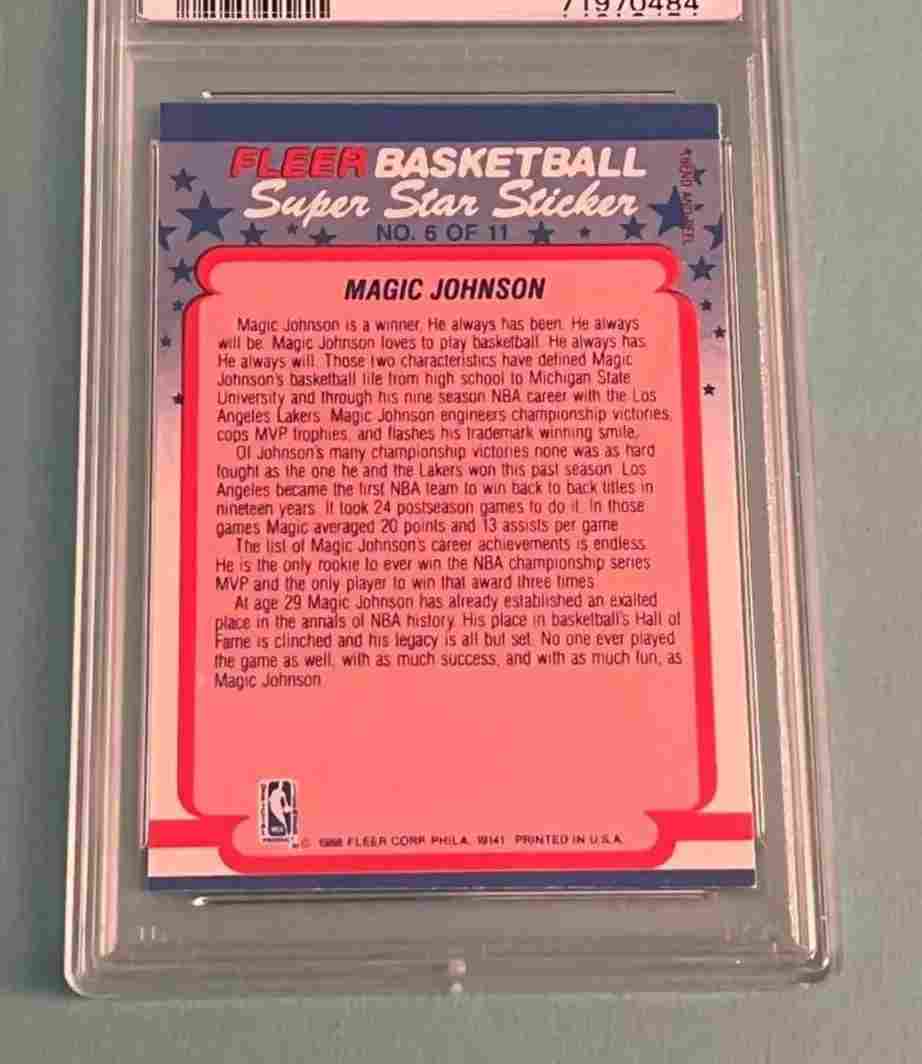 71970484
FLEER BASKETBALL
Super Star Sticker
NO. 6 OF 11
BEND AND PEEL
MAGIC JOHNSON
Magic Johnson is a winner. He always has been. He always
will be. Magic Johnson loves to play basketball. He always has.
He always will. Those two characteristics have defined Magic
Johnson's basketball life from high school to Michigan State
University and through his nine season NBA career with the Los
Angeles Lakers. Magic Johnson engineers championship victories,
cops MVP trophies, and flashes his trademark winning smile.
Of Johnson's many championship victories none was as hard
fought as the one he and the Lakers won this past season. Los
Angeles became the first NBA team to win back to back titles in
nineteen years. It took 24 postseason games to do it. In those
games Magic averaged 20 points and 13 assists per game.
The list of Magic Johnson's career achievements is endless.
He is the only rookie to ever win the NBA championship series
MVP and the only player to win that award three times.
At age 29 Magic Johnson has already established an exalted
place in the annals of NBA history. His place in basketball's Hall of
Fame is clinched and his legacy is all but set. No one ever played
the game as well, with as much success, and with as much fun, as
Magic Johnson.
© 1988 FLEER CORP. PHILA. 19141 PRINTED IN U.S.A.